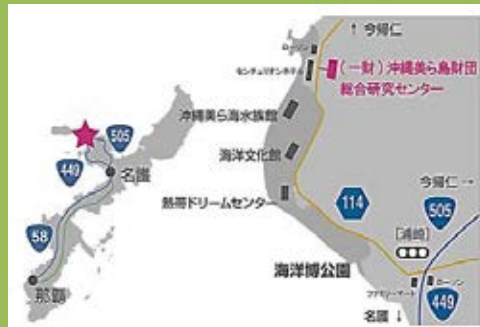 ↑ 今帰仁
ローソン
センチュリオンホテル
(一財)沖縄美ら島財団
総合研究センター
沖縄美ら海水族館
海洋文化館
熱帯ドリームセンター
海洋博公園
114
今帰仁 →
505
[浦崎]
ファミリーマート
ローソン
449
名護 ↓
505
449
名護
58
那覇